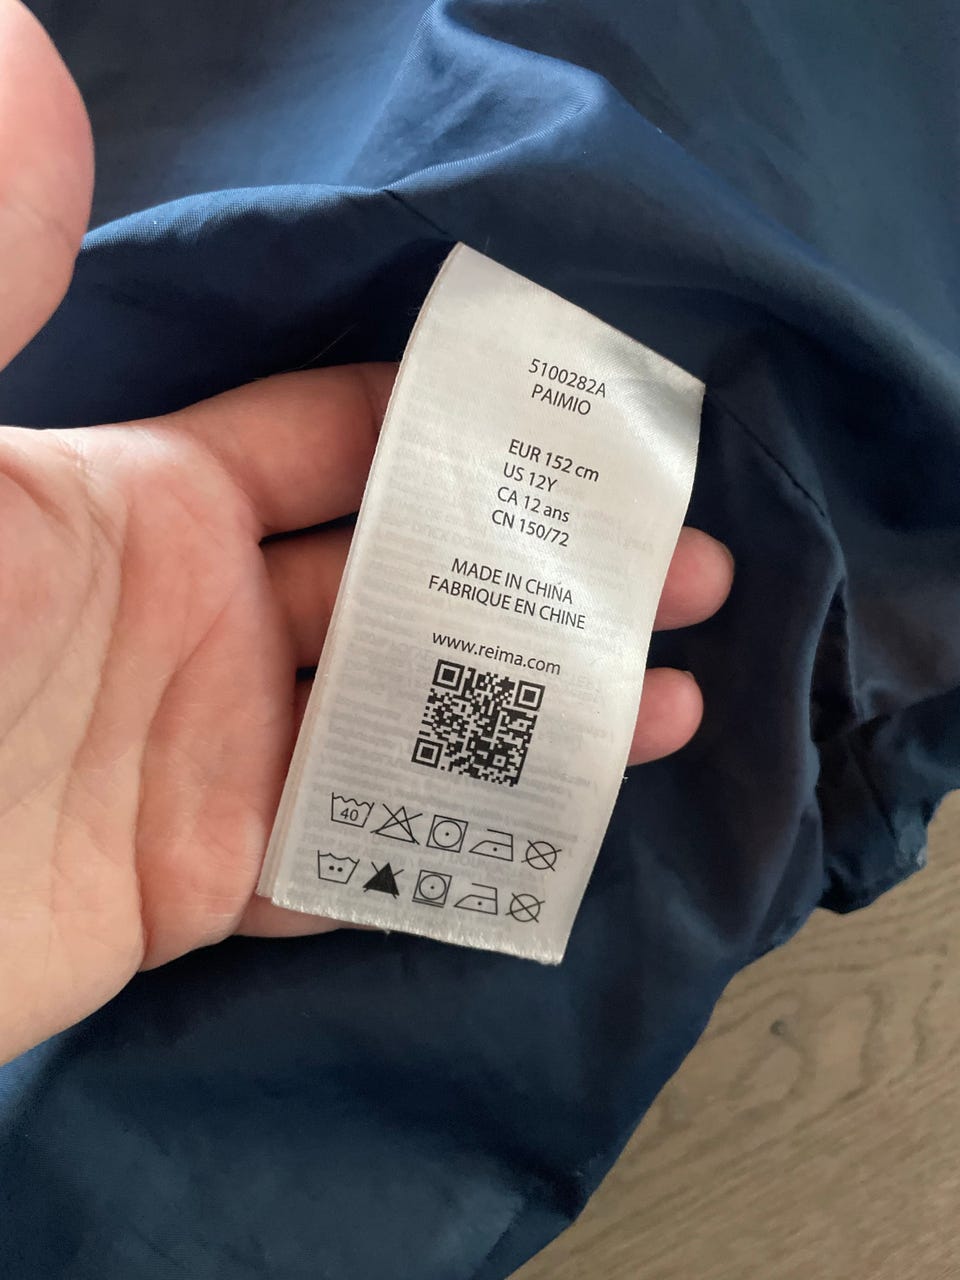 5100282A
PAIMIO
EUR 152 cm
US 12Y
CA 12 ans
CN 150/72
MADE IN CHINA
FABRIQUE EN CHINE
www.reima.com
40